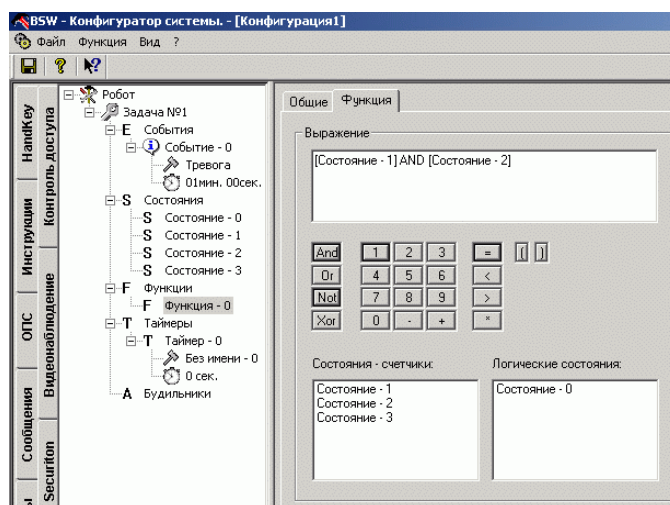 BSW - Конфигуратор системы. - [Конфигурация1]
Файл Функция Вид ?
HandKey
Контроль доступа
Инструкции
Видеонаблюдение
ОПС
Сообщения
Securiton
Робот
Задача №1
E События
Событие - 0
Тревога
01мин. 00сек.
S Состояния
S Состояние - 0
S Состояние - 1
S Состояние - 2
S Состояние - 3
F Функции
F Функция - 0
T Таймеры
T Таймер - 0
Без имени - 0
0 сек.
A Будильники
Общие Функция
Выражение
[Состояние - 1] AND [Состояние - 2]
And 1 2 3 = ( )
Or 4 5 6 <
Not 7 8 9 >
Xor 0 - + *
Состояния - счетчики: Логические состояния:
Состояние - 1 Состояние - 0
Состояние - 2
Состояние - 3